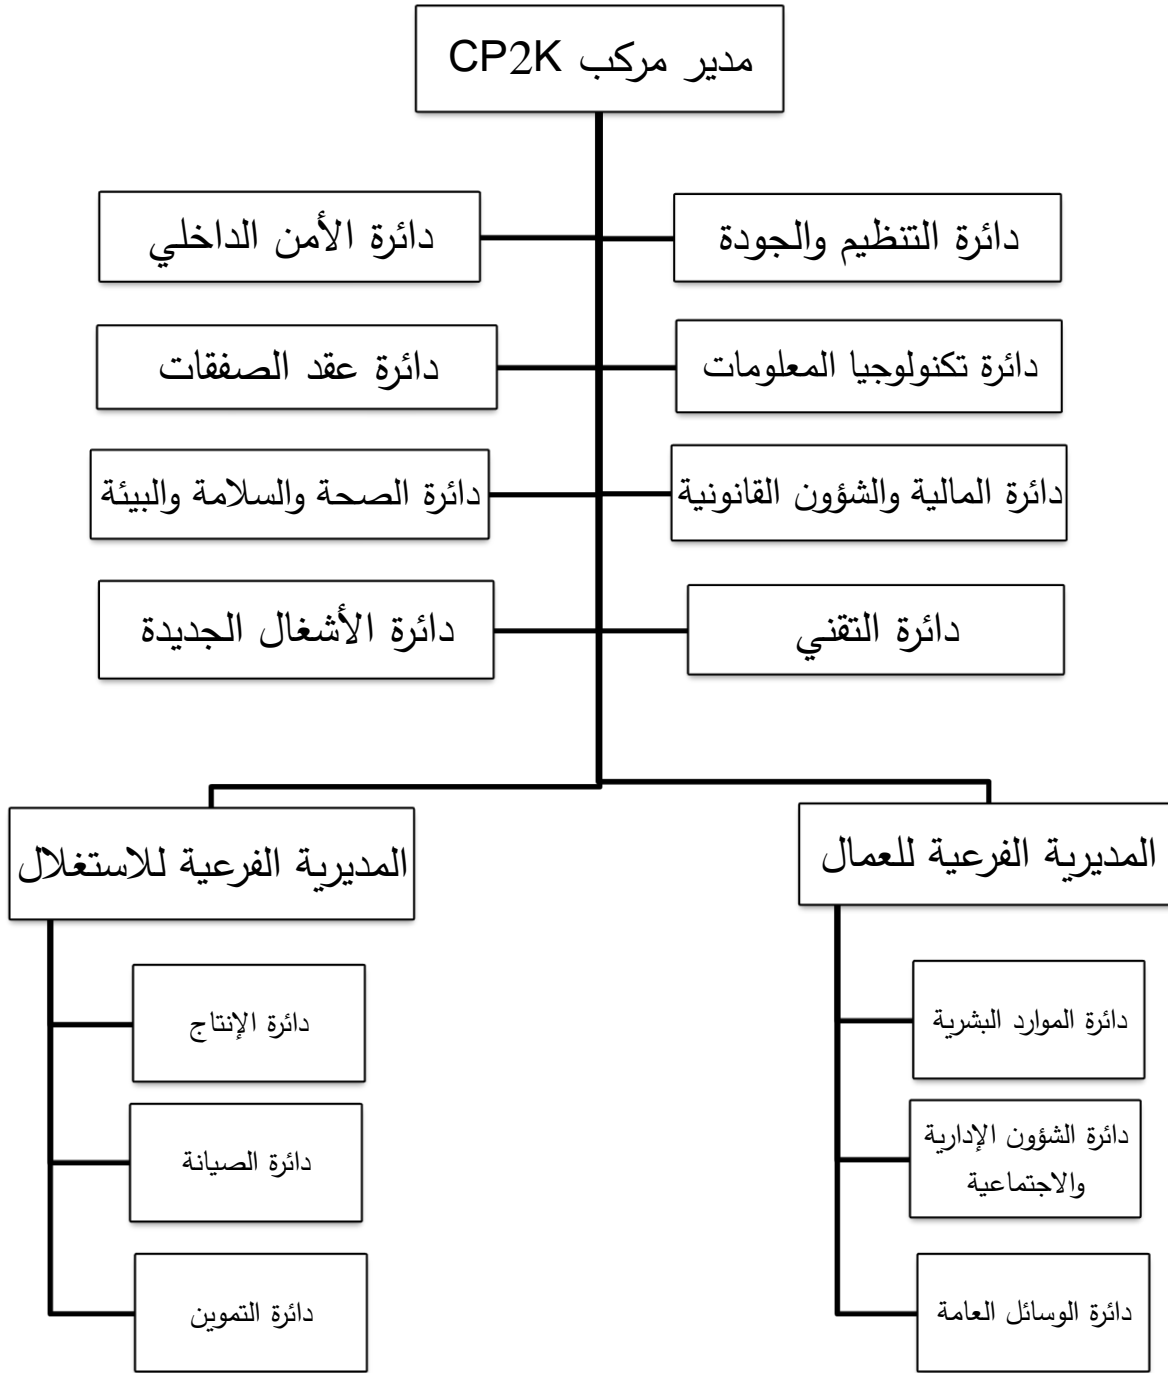 مدير مركب CP2K
دائرة التنظيم والجودة
دائرة الأمن الداخلي
دائرة تكنولوجيا المعلومات
دائرة عقد الصفقات
دائرة المالية والشؤون القانونية
دائرة الصحة والسلامة والبيئة
دائرة التقني
دائرة الأشغال الجديدة
المديرية الفرعية للعمال
المديرية الفرعية للاستغلال
دائرة الموارد البشرية
دائرة الشؤون الإدارية
والاجتماعية
دائرة الوسائل العامة
دائرة الإنتاج
دائرة الصيانة
دائرة التموين